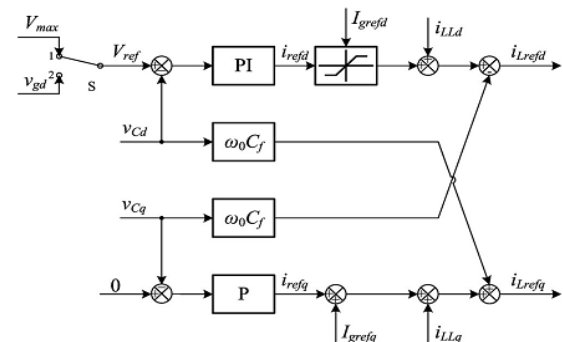 V_max
I_grefd
i_LLd
1
V_ref
PI
i_refd
i_Lrefd
2
v_gd
S
v_Cd
ω_0C_f
v_Cq
ω_0C_f
0
P
i_refq
i_Lrefq
I_grefq
i_LLq